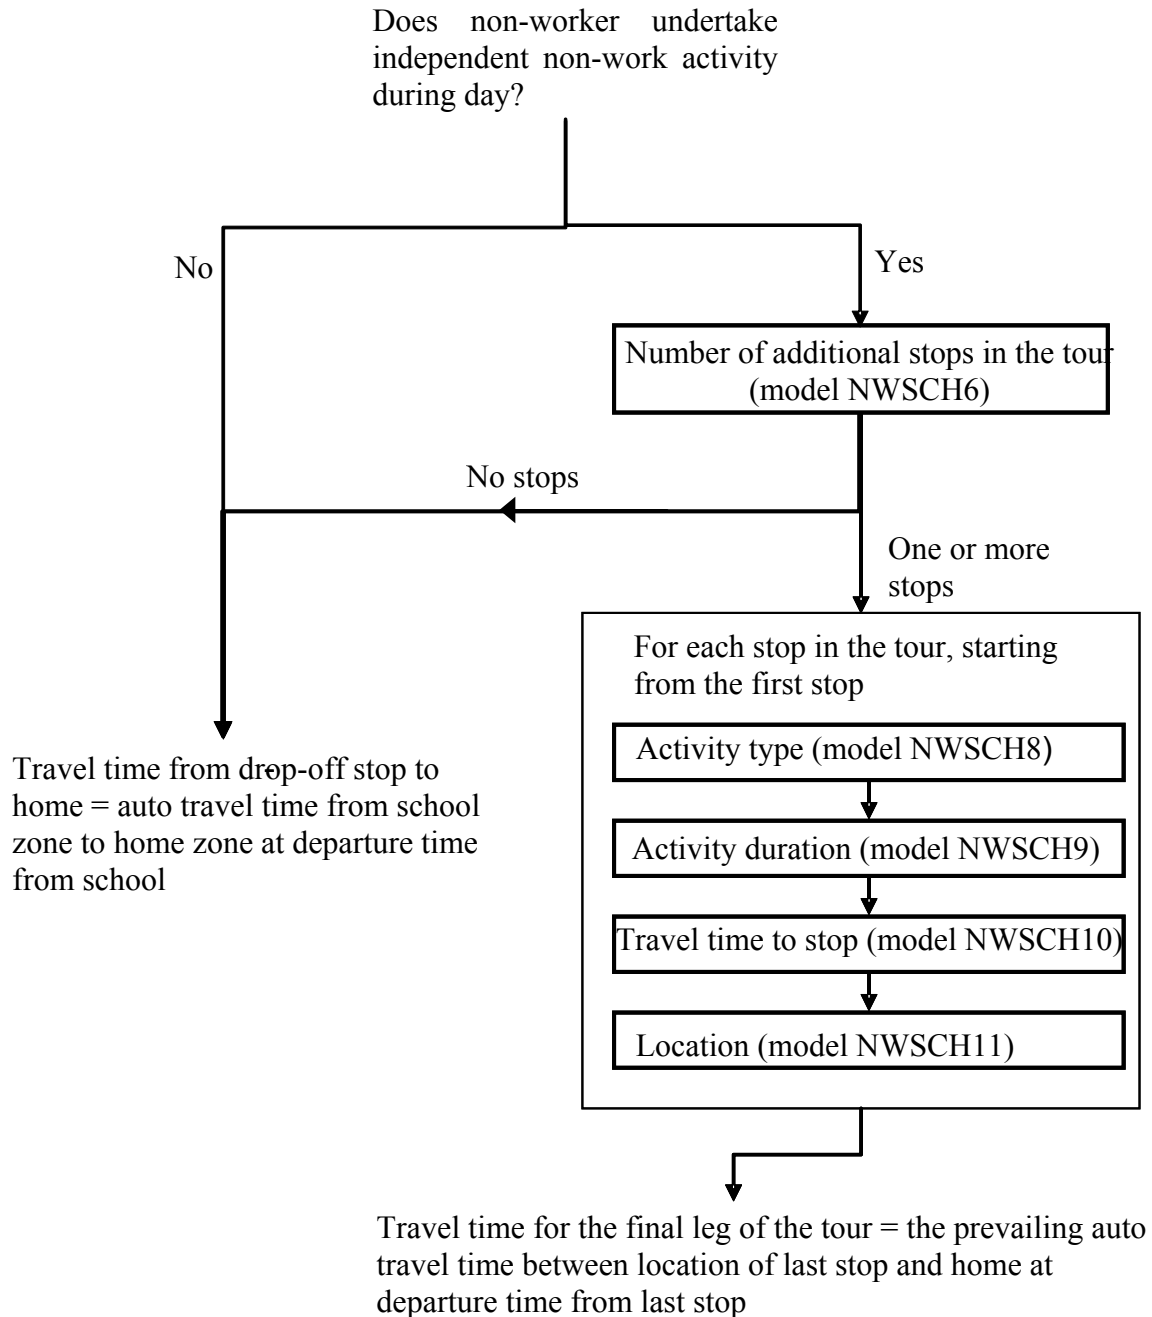 Does non-worker undertake
independent non-work activity
during day?
No
Yes
Number of additional stops in the tour
(model NWSCH6)
No stops
One or more
stops
For each stop in the tour, starting
from the first stop
Activity type (model NWSCH8)
Activity duration (model NWSCH9)
Travel time to stop (model NWSCH10)
Location (model NWSCH11)
Travel time from drop-off stop to
home = auto travel time from school
zone to home zone at departure time
from school
Travel time for the final leg of the tour = the prevailing auto
travel time between location of last stop and home at
departure time from last stop